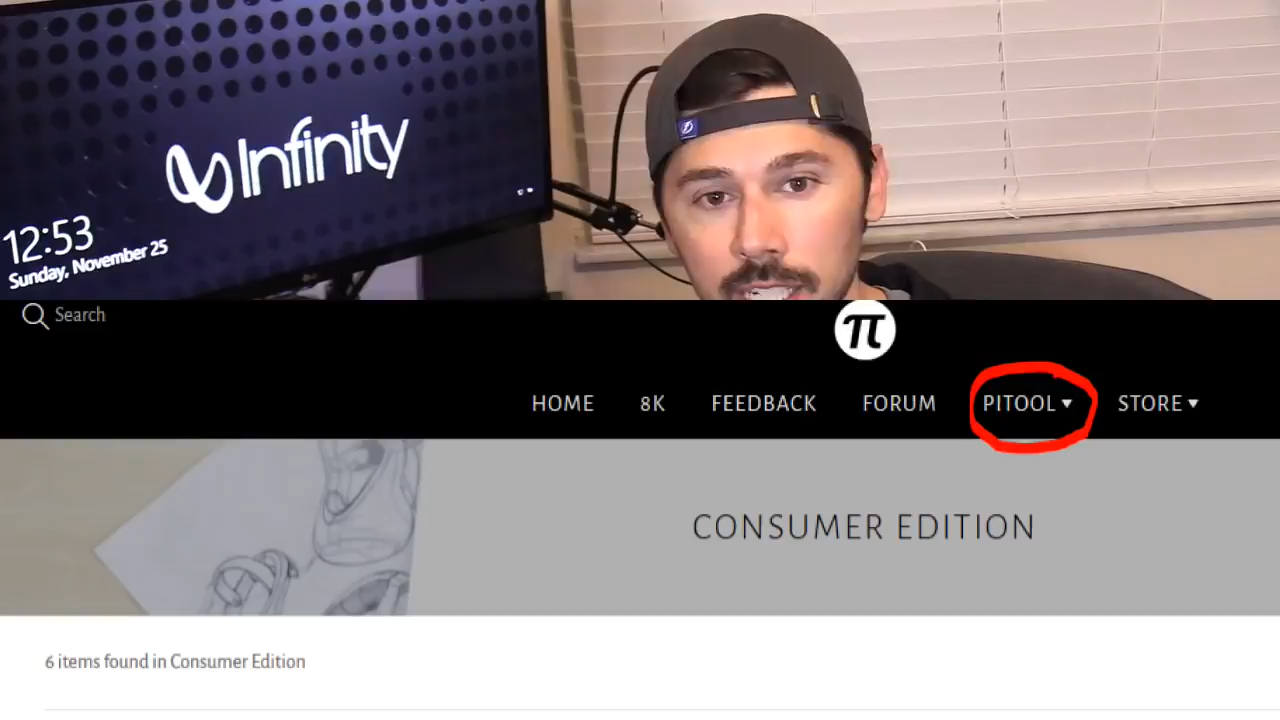 Infinity
12:53
Sunday, November 25
Search
π
HOME 8K FEEDBACK FORUM PITOOL▼ STORE▼
CONSUMER EDITION
6 items found in Consumer Edition